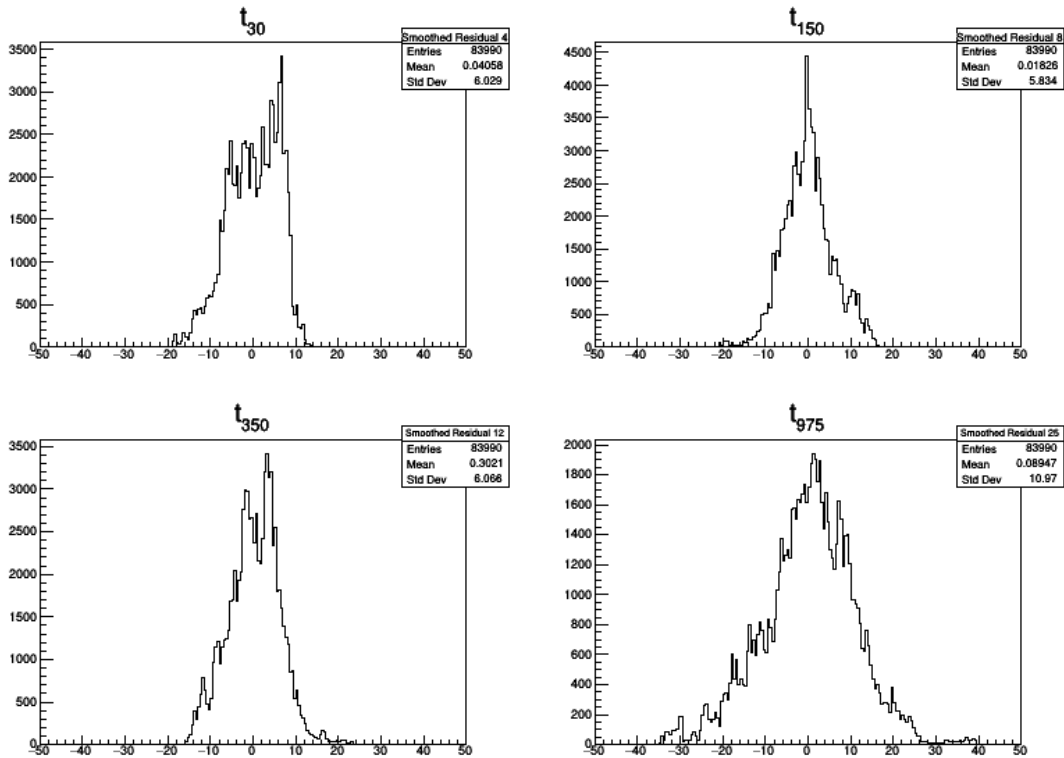 t30
Smoothed Residual 4
Entries 83990
Mean 0.04058
Std Dev 6.029
3500
3000
2500
2000
1500
1000
500
0
−50 −40 −30 −20 −10 0 10 20 30 40 50
t150
Smoothed Residual 8
Entries 83990
Mean 0.01826
Std Dev 5.834
4500
4000
3500
3000
2500
2000
1500
1000
500
0
−50 −40 −30 −20 −10 0 10 20 30 40 50
t350
Smoothed Residual 12
Entries 83990
Mean 0.3021
Std Dev 6.066
3500
3000
2500
2000
1500
1000
500
0
−50 −40 −30 −20 −10 0 10 20 30 40 50
t975
Smoothed Residual 25
Entries 83990
Mean 0.08947
Std Dev 10.97
2000
1800
1600
1400
1200
1000
800
600
400
200
0
−50 −40 −30 −20 −10 0 10 20 30 40 50